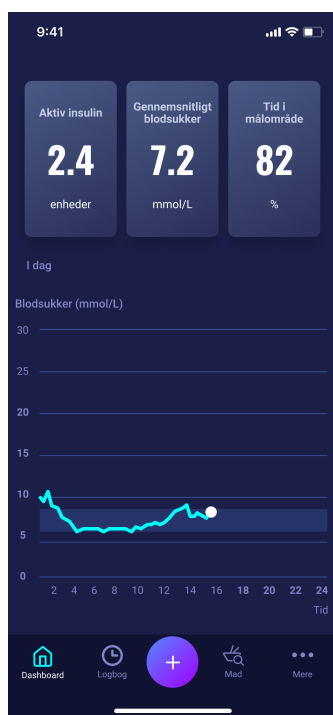 9:41
Aktiv insulin
2.4
enheder
Gennemsnitligt
blodsukker
7.2
mmol/L
Tid i
målområde
82
%
I dag
Blodsukker (mmol/L)
30
25
20
15
10
5
0
2 4 6 8 10 12 14 16 18 20 22 24
Tid
Dashboard
Logbog
+
Mad
Mere